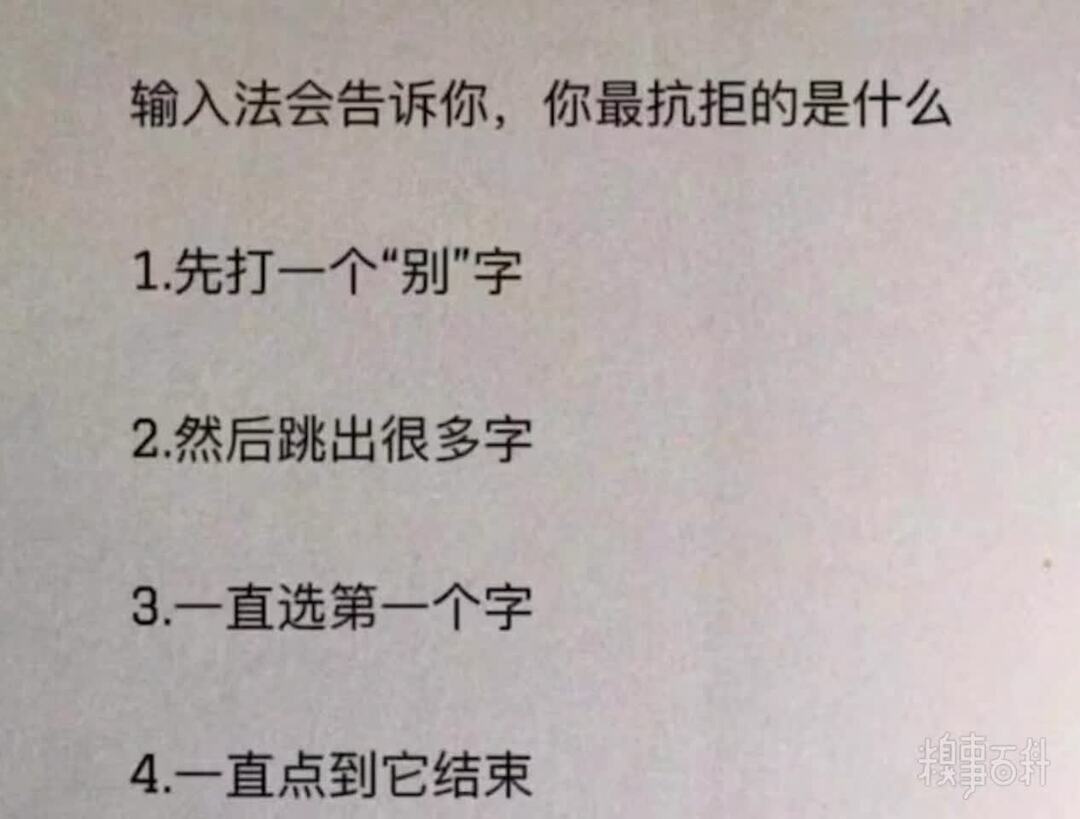 输入法会告诉你，你最抗拒的是什么
1.先打一个“别”字
2.然后跳出很多字
3.一直选第一个字
4.一直点到它结束
糗事百科